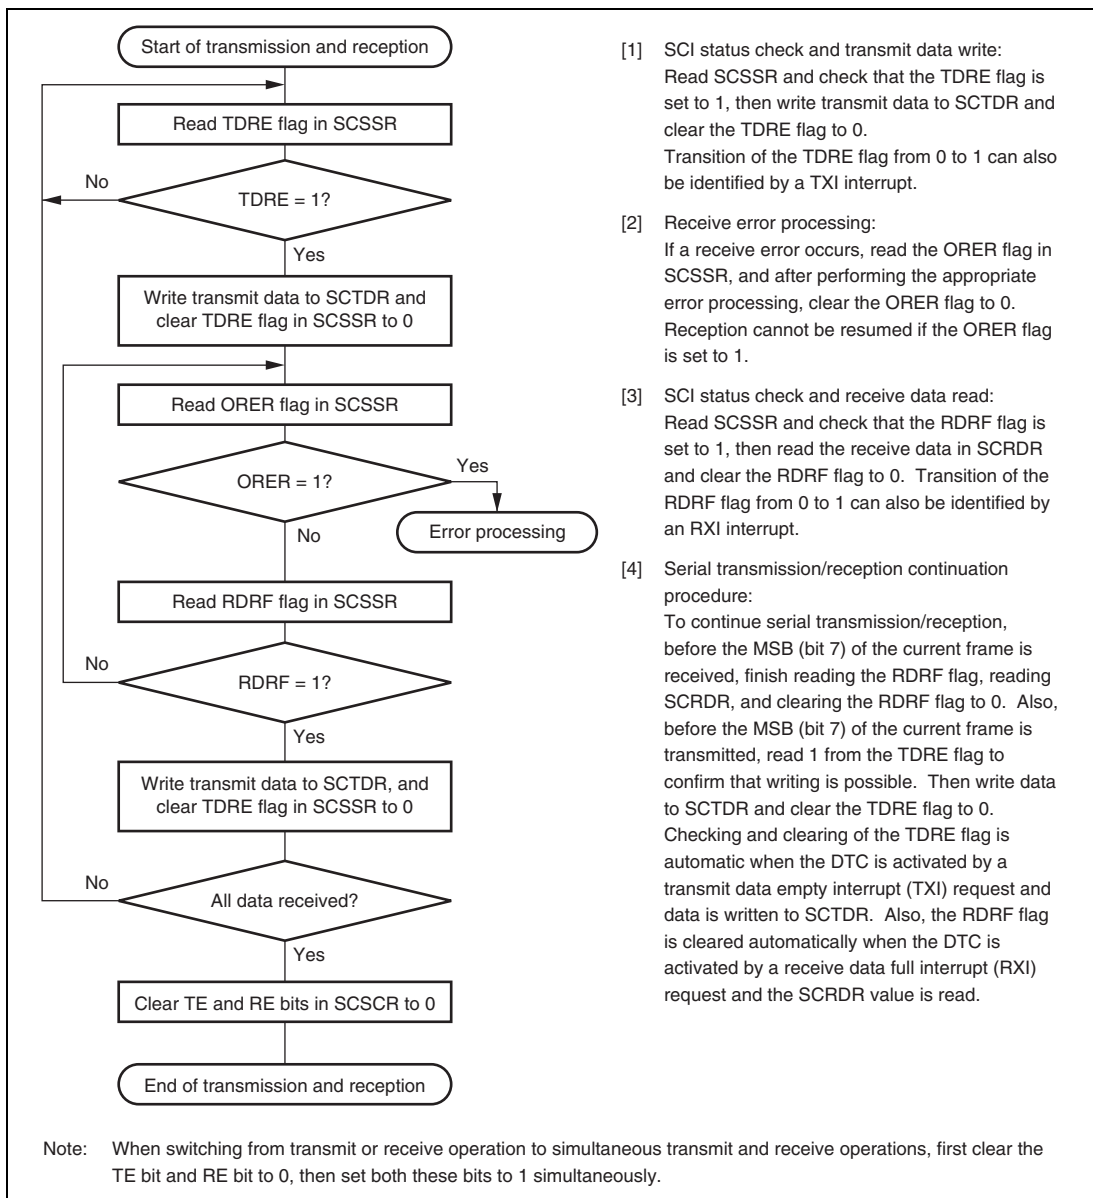 Start of transmission and reception
Read TDRE flag in SCSSR
No
TDRE = 1?
Yes
Write transmit data to SCTDR and
clear TDRE flag in SCSSR to 0
Read ORER flag in SCSSR
Yes
ORER = 1?
No
Error processing
Read RDRF flag in SCSSR
No
RDRF = 1?
Yes
Write transmit data to SCTDR, and
clear TDRE flag in SCSSR to 0
No
All data received?
Yes
Clear TE and RE bits in SCSCR to 0
End of transmission and reception
[1] SCI status check and transmit data write:
Read SCSSR and check that the TDRE flag is
set to 1, then write transmit data to SCTDR and
clear the TDRE flag to 0.
Transition of the TDRE flag from 0 to 1 can also
be identified by a TXI interrupt.
[2] Receive error processing:
If a receive error occurs, read the ORER flag in
SCSSR, and after performing the appropriate
error processing, clear the ORER flag to 0.
Reception cannot be resumed if the ORER flag
is set to 1.
[3] SCI status check and receive data read:
Read SCSSR and check that the RDRF flag is
set to 1, then read the receive data in SCRDR
and clear the RDRF flag to 0. Transition of the
RDRF flag from 0 to 1 can also be identified by
an RXI interrupt.
[4] Serial transmission/reception continuation
procedure:
To continue serial transmission/reception,
before the MSB (bit 7) of the current frame is
received, finish reading the RDRF flag, reading
SCRDR, and clearing the RDRF flag to 0. Also,
before the MSB (bit 7) of the current frame is
transmitted, read 1 from the TDRE flag to
confirm that writing is possible. Then write data
to SCTDR and clear the TDRE flag to 0.
Checking and clearing of the TDRE flag is
automatic when the DTC is activated by a
transmit data empty interrupt (TXI) request and
data is written to SCTDR. Also, the RDRF flag
is cleared automatically when the DTC is
activated by a receive data full interrupt (RXI)
request and the SCRDR value is read.
Note: When switching from transmit or receive operation to simultaneous transmit and receive operations, first clear the
TE bit and RE bit to 0, then set both these bits to 1 simultaneously.